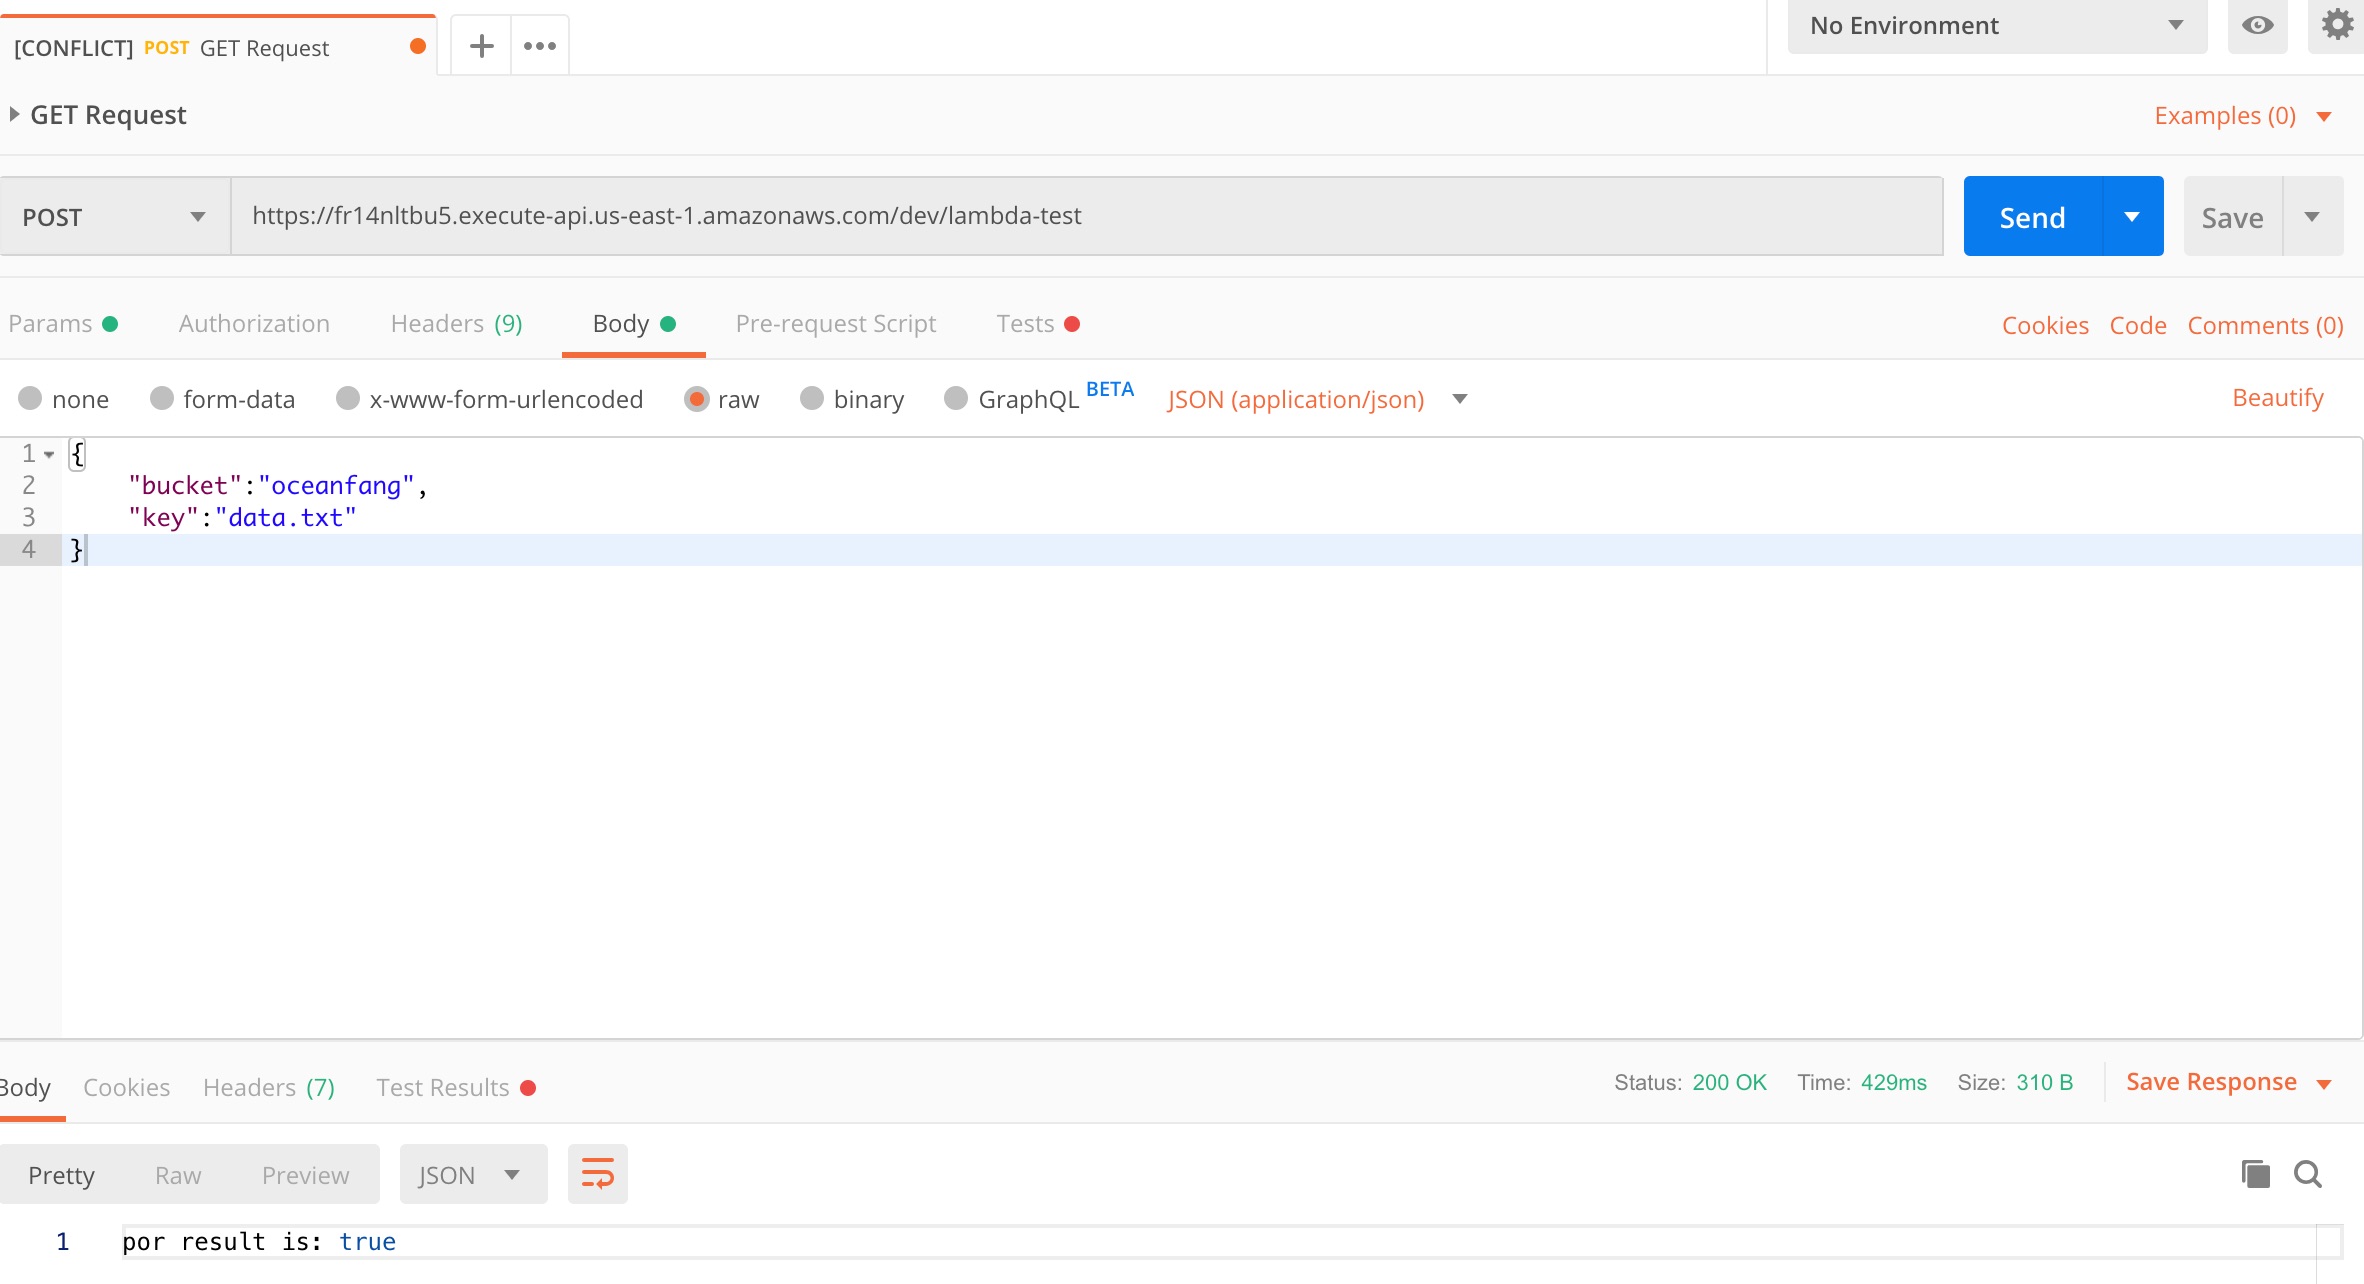 [CONFLICT] POST GET Request
No Environment
GET Request
Examples (0)
POST
https://fr14nltbu5.execute-api.us-east-1.amazonaws.com/dev/lambda-test
Send
Save
Params Authorization Headers (9) Body Pre-request Script Tests
Cookies Code Comments (0)
none form-data x-www-form-urlencoded raw binary GraphQL BETA JSON (application/json)
Beautify
1 {
2 "bucket":"oceanfang",
3 "key":"data.txt"
4 }
Body Cookies Headers (7) Test Results
Status: 200 OK Time: 429ms Size: 310 B Save Response
Pretty Raw Preview JSON
1 por result is: true